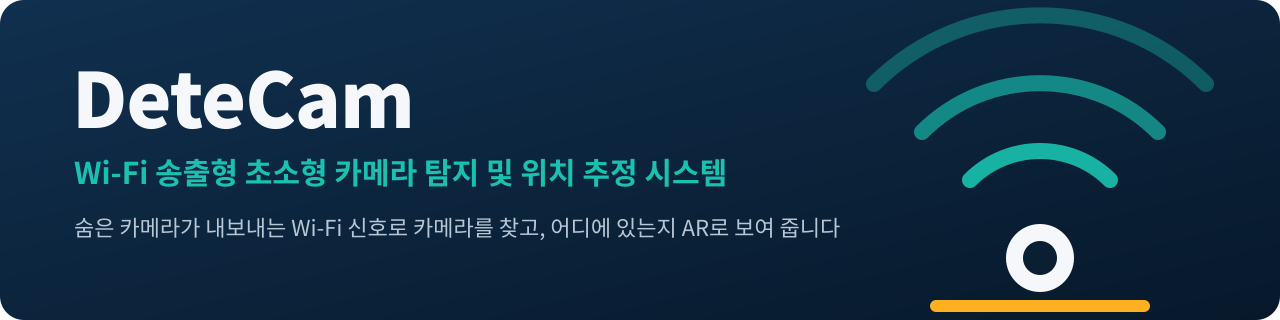 DeteCam
Wi-Fi 송출형 초소형 카메라 탐지 및 위치 추정 시스템
숨은 카메라가 내보내는 Wi-Fi 신호로 카메라를 찾고, 어디에 있는지 AR로 보여 줍니다